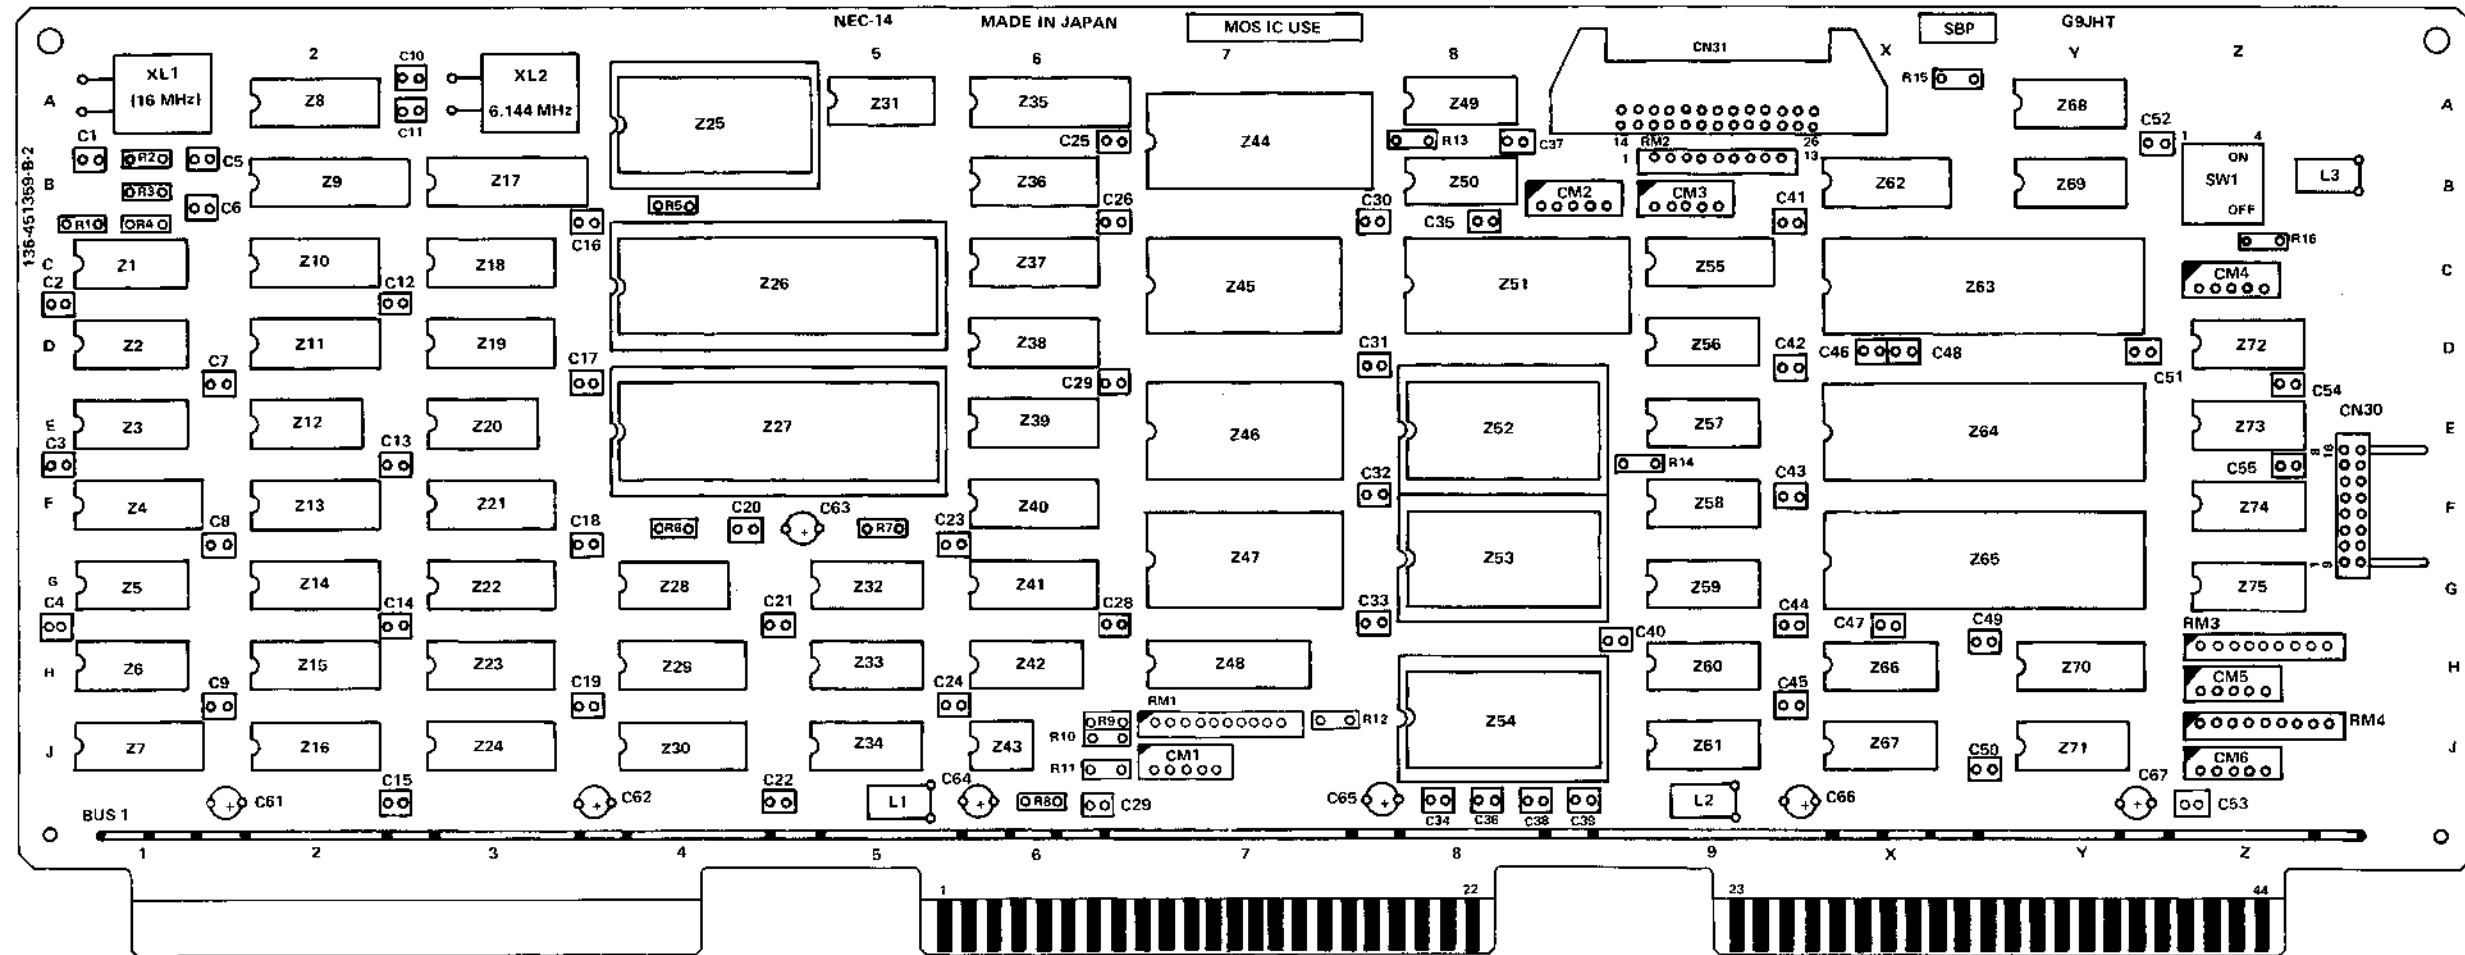 NEC-14 MADE IN JAPAN MOS IC USE SBP G9JHT
2 5 6 7 8 CN31 X Y Z
XL1 C10 XL2 R15
A (16 MHz) Z8 6.144 MHz Z25 Z31 Z35 Z44 Z49 Z68 A
C11
C1 R2 C5 C25 R13 C37 14 RM2 26 C52 1 4
136-451359-B-2
1 13 ON
B R3 Z9 Z17 Z36 Z50 CM2 CM3 Z62 Z69 SW1 L3 B
C6 R5 OFF
R1 R4 C16 C26 C30 C35 C41 R16
C Z1 Z10 Z18 Z26 Z37 Z45 Z51 Z55 Z63 CM4 C
C2 C12
D Z2 Z11 Z19 Z38 Z56 Z72 D
C7 C17 C29 C31 C42 C46 C48 C51 C54
CN30
E Z3 Z12 Z20 Z27 Z39 Z46 Z52 Z57 Z64 Z73 E
8 16
C3 C13 R14 C55
F Z4 Z13 Z21 Z40 Z58 Z74 F
C8 C18 R6 C20 C63 R7 C23 C32 C43
G Z5 Z14 Z22 Z28 Z32 Z41 Z47 Z53 Z59 Z65 Z75 G
1 9
C4 C14 C21 C28 C33 C44 C47 C49 RM3
C40
H Z6 Z15 Z23 Z29 Z33 Z42 Z48 Z60 Z66 Z70 CM5 H
C9 C19 C24 RM1 C45
R9 R12 RM4
R10
J Z7 Z16 Z24 Z30 Z34 Z43 Z54 Z61 Z67 Z71 J
R11 CM1 C50 CM6
BUS 1 C61 C15 C62 C22 L1 C64 R8 C29 C65 C34 C36 C38 C39 L2 C66 C67 C53
1 2 3 4 5 6 7 8 9 X Y Z
1 22 23 44